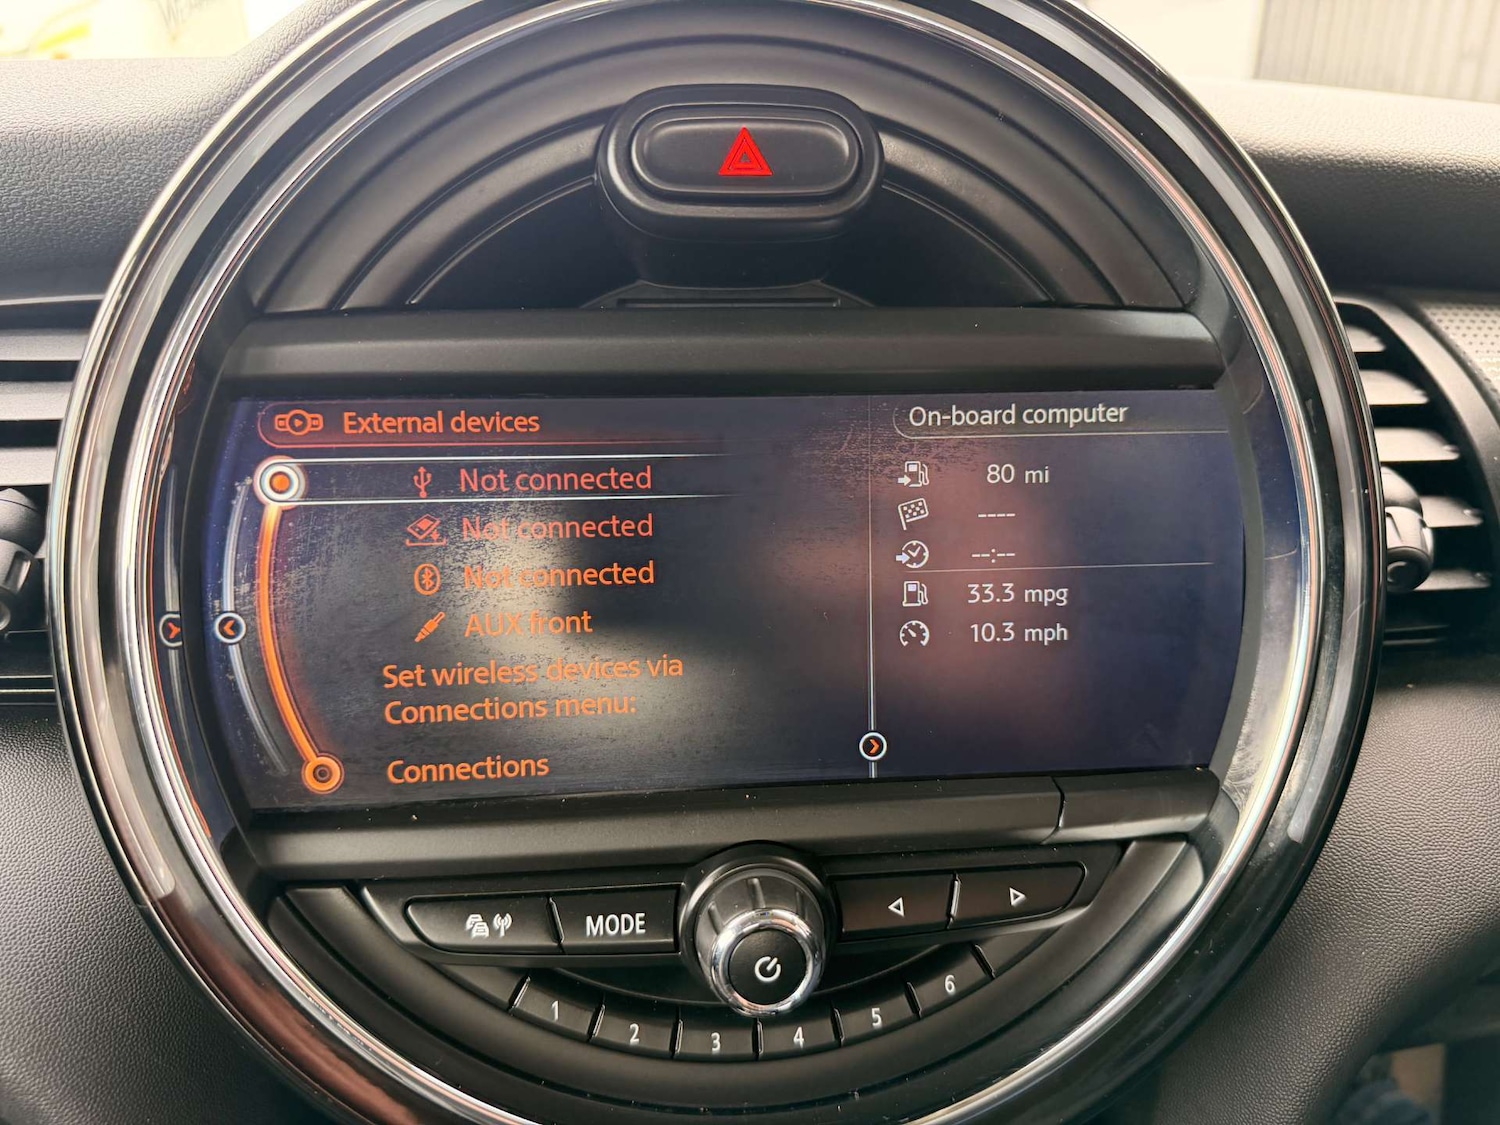 External devices
Not connected
Not connected
Not connected
AUX front
Set wireless devices via
Connections menu:
Connections
On-board computer
80 mi
----
--:--
33.3 mpg
10.3 mph
MODE
1
2
3
4
5
6